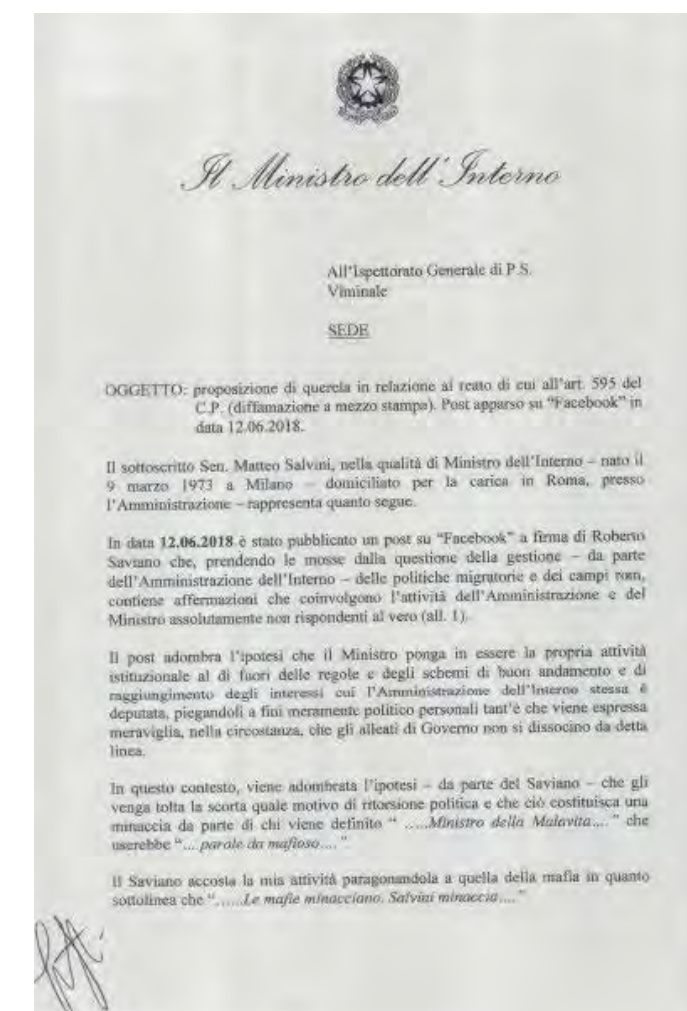 Il Ministro dell'Interno
All'Ispettorato Generale di P.S.
Viminale
SEDE
OGGETTO: proposizione di querela in relazione al reato di cui all'art. 595 del
C.P. (diffamazione a mezzo stampa). Post apparso su "Facebook" in
data 12.06.2018.
Il sottoscritto Sen. Matteo Salvini, nella qualità di Ministro dell'Interno – nato il
9 marzo 1973 a Milano – domiciliato per la carica in Roma, presso
l'Amministrazione – rappresenta quanto segue.
In data 12.06.2018 è stato pubblicato un post su "Facebook" a firma di Roberto
Saviano che, prendendo le mosse dalla questione della gestione – da parte
dell'Amministrazione dell'Interno – delle politiche migratorie e dei campi rom,
contiene affermazioni che coinvolgono l'attività dell'Amministrazione e del
Ministro assolutamente non rispondenti al vero (all. 1).
Il post adombra l'ipotesi che il Ministro ponga in essere la propria attività
istituzionale al di fuori delle regole e degli schemi di buon andamento e di
raggiungimento degli interessi cui l'Amministrazione dell'Interno stessa è
deputata, piegandoli a fini meramente politico personali tant'è che viene espressa
meraviglia, nella circostanza, che gli alleati di Governo non si dissocino da detta
linea.
In questo contesto, viene adombrata l'ipotesi – da parte del Saviano – che gli
venga tolta la scorta quale motivo di ritorsione politica e che ciò costituisca una
minaccia da parte di chi viene definito " .....Ministro della Malavita...." che
userebbe "....parole da mafioso...."
Il Saviano accosta la mia attività paragonandola a quella della mafia in quanto
sottolinea che "......Le mafie minacciano. Salvini minaccia...."